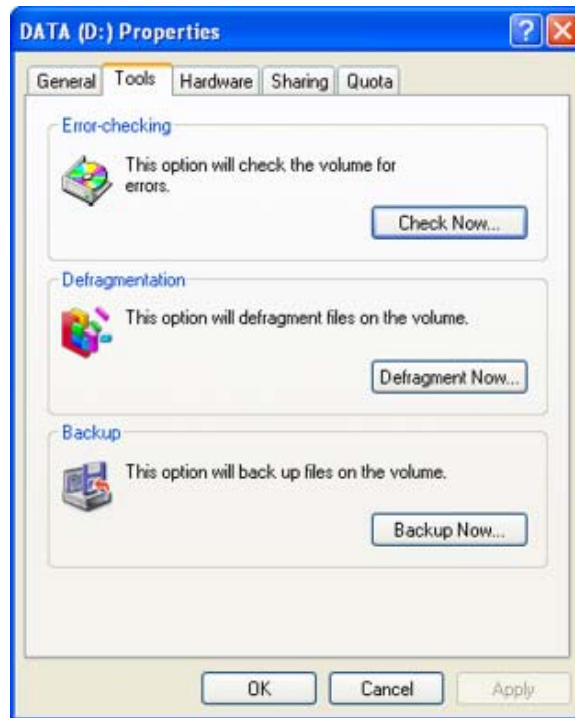 DATA (D:) Properties
General Tools Hardware Sharing Quota
Error-checking
This option will check the volume for
errors.
Check Now...
Defragmentation
This option will defragment files on the volume.
Defragment Now...
Backup
This option will back up files on the volume.
Backup Now...
OK Cancel Apply